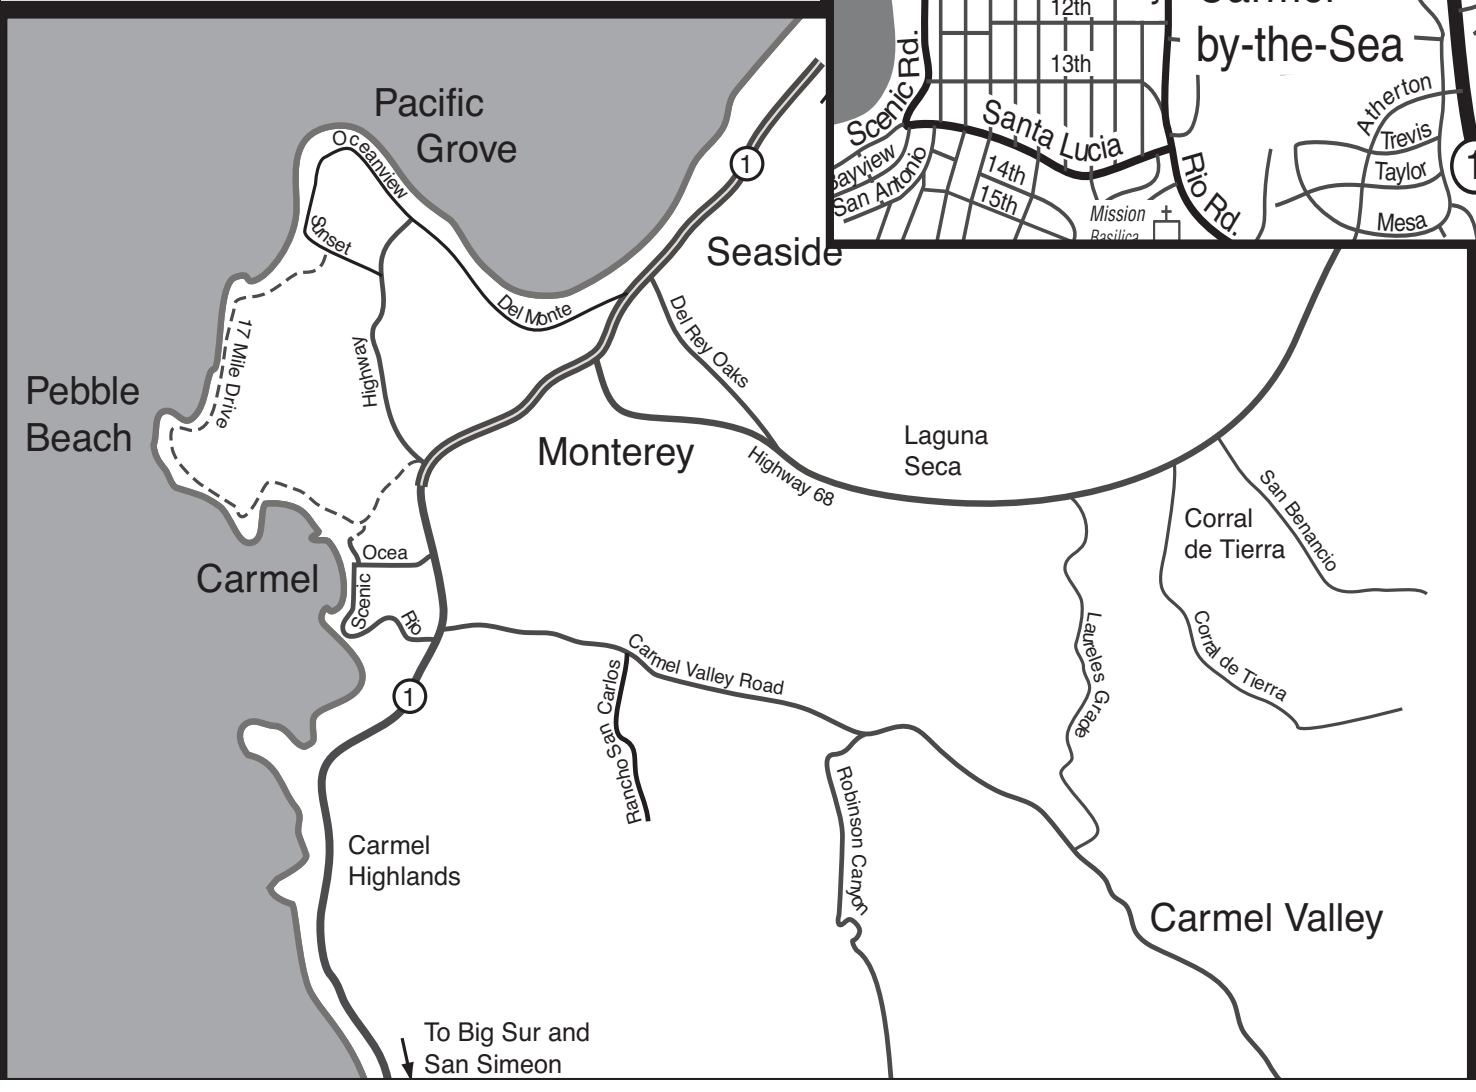 12th
by-the-Sea
Scenic Rd.
13th
Atherton
Santa Lucia
Trevis
Taylor
1
San Antonio
14th
15th
Rio Rd.
Mission
Basilica
Mesa
Pacific
Grove
Oceanview
1
Sunset
Seaside
Del Monte
Del Rey Oaks
17 Mile Drive
Highway
Pebble
Beach
Monterey
Highway 68
Laguna
Seca
San Benancio
Corral
de Tierra
Ocea
Carmel
Scenic
Rio
Carmel Valley Road
Laureles Grade
Corral de Tierra
Rancho San Carlos
1
Robinson Canyon
Carmel
Highlands
Carmel Valley
To Big Sur and
San Simeon